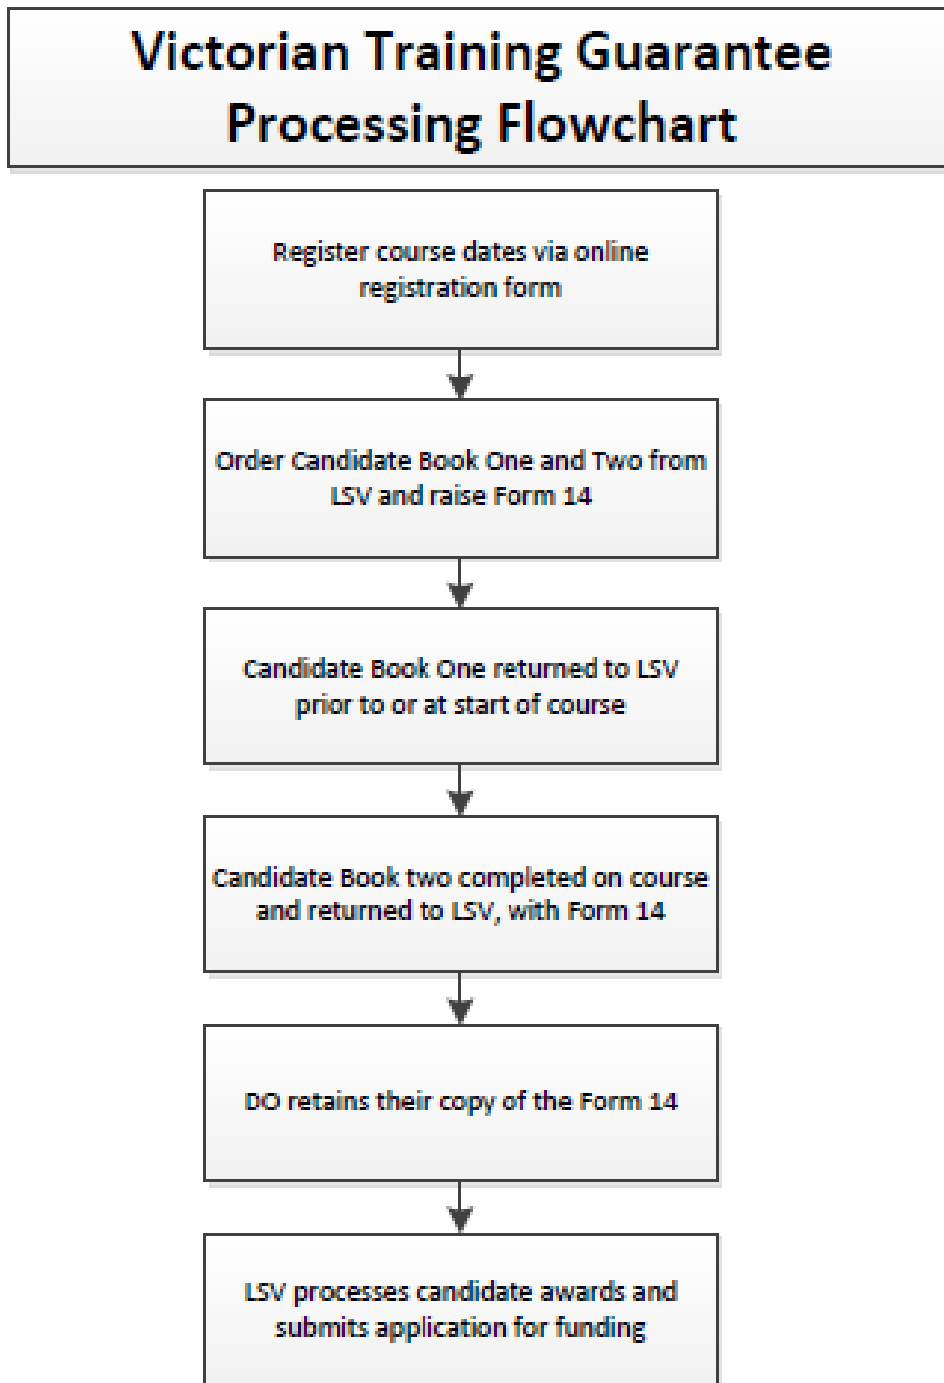 Victorian Training Guarantee
Processing Flowchart
Register course dates via online
registration form
Order Candidate Book One and Two from
LSV and raise Form 14
Candidate Book One returned to LSV
prior to or at start of course
Candidate Book two completed on course
and returned to LSV, with Form 14
DO retains their copy of the Form 14
LSV processes candidate awards and
submits application for funding